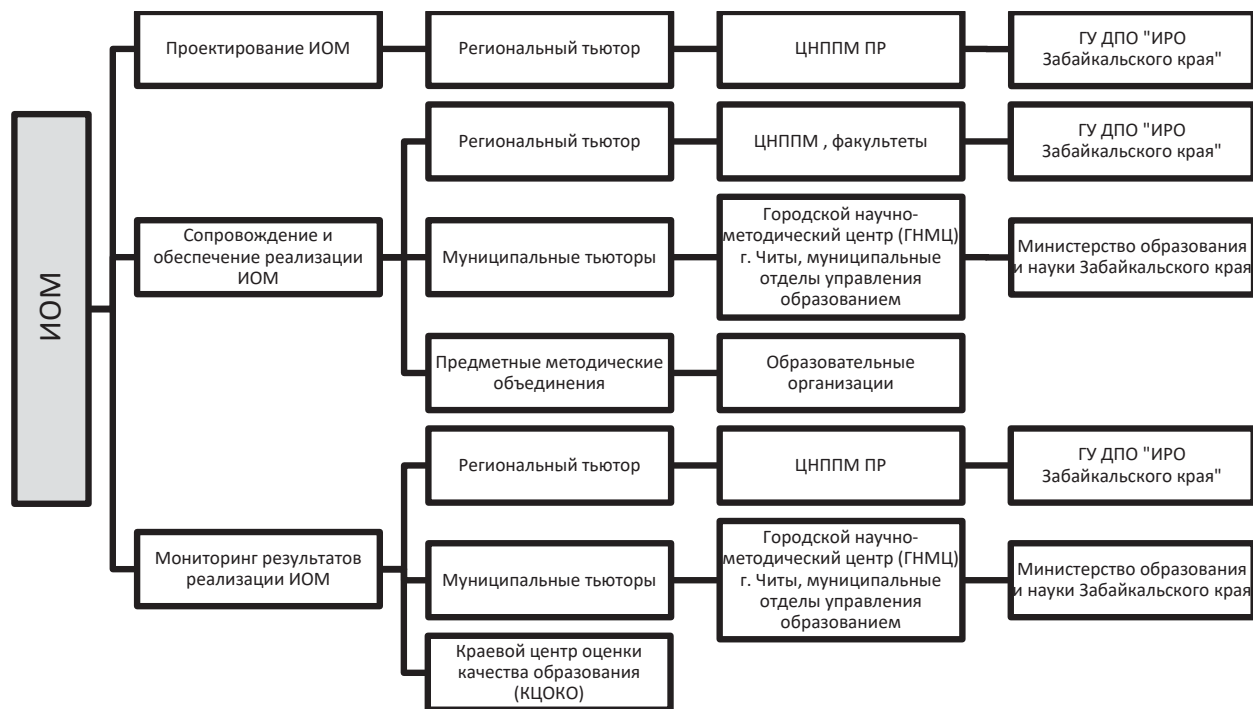 ИОМ
Проектирование ИОМ
Региональный тьютор
ЦНППМ ПР
ГУ ДПО "ИРО
Забайкальского края"
Сопровождение и
обеспечение реализации
ИОМ
Региональный тьютор
ЦНППМ , факультеты
ГУ ДПО "ИРО
Забайкальского края"
Муниципальные тьюторы
Городской научно-
методический центр (ГНМЦ)
г. Читы, муниципальные
отделы управления
образованием
Министерство образования
и науки Забайкальского края
Предметные методические
объединения
Образовательные
организации
Мониторинг результатов
реализации ИОМ
Региональный тьютор
ЦНППМ ПР
ГУ ДПО "ИРО
Забайкальского края"
Муниципальные тьюторы
Городской научно-
методический центр (ГНМЦ)
г. Читы, муниципальные
отделы управления
образованием
Министерство образования
и науки Забайкальского края
Краевой центр оценки
качества образования
(КЦОКО)